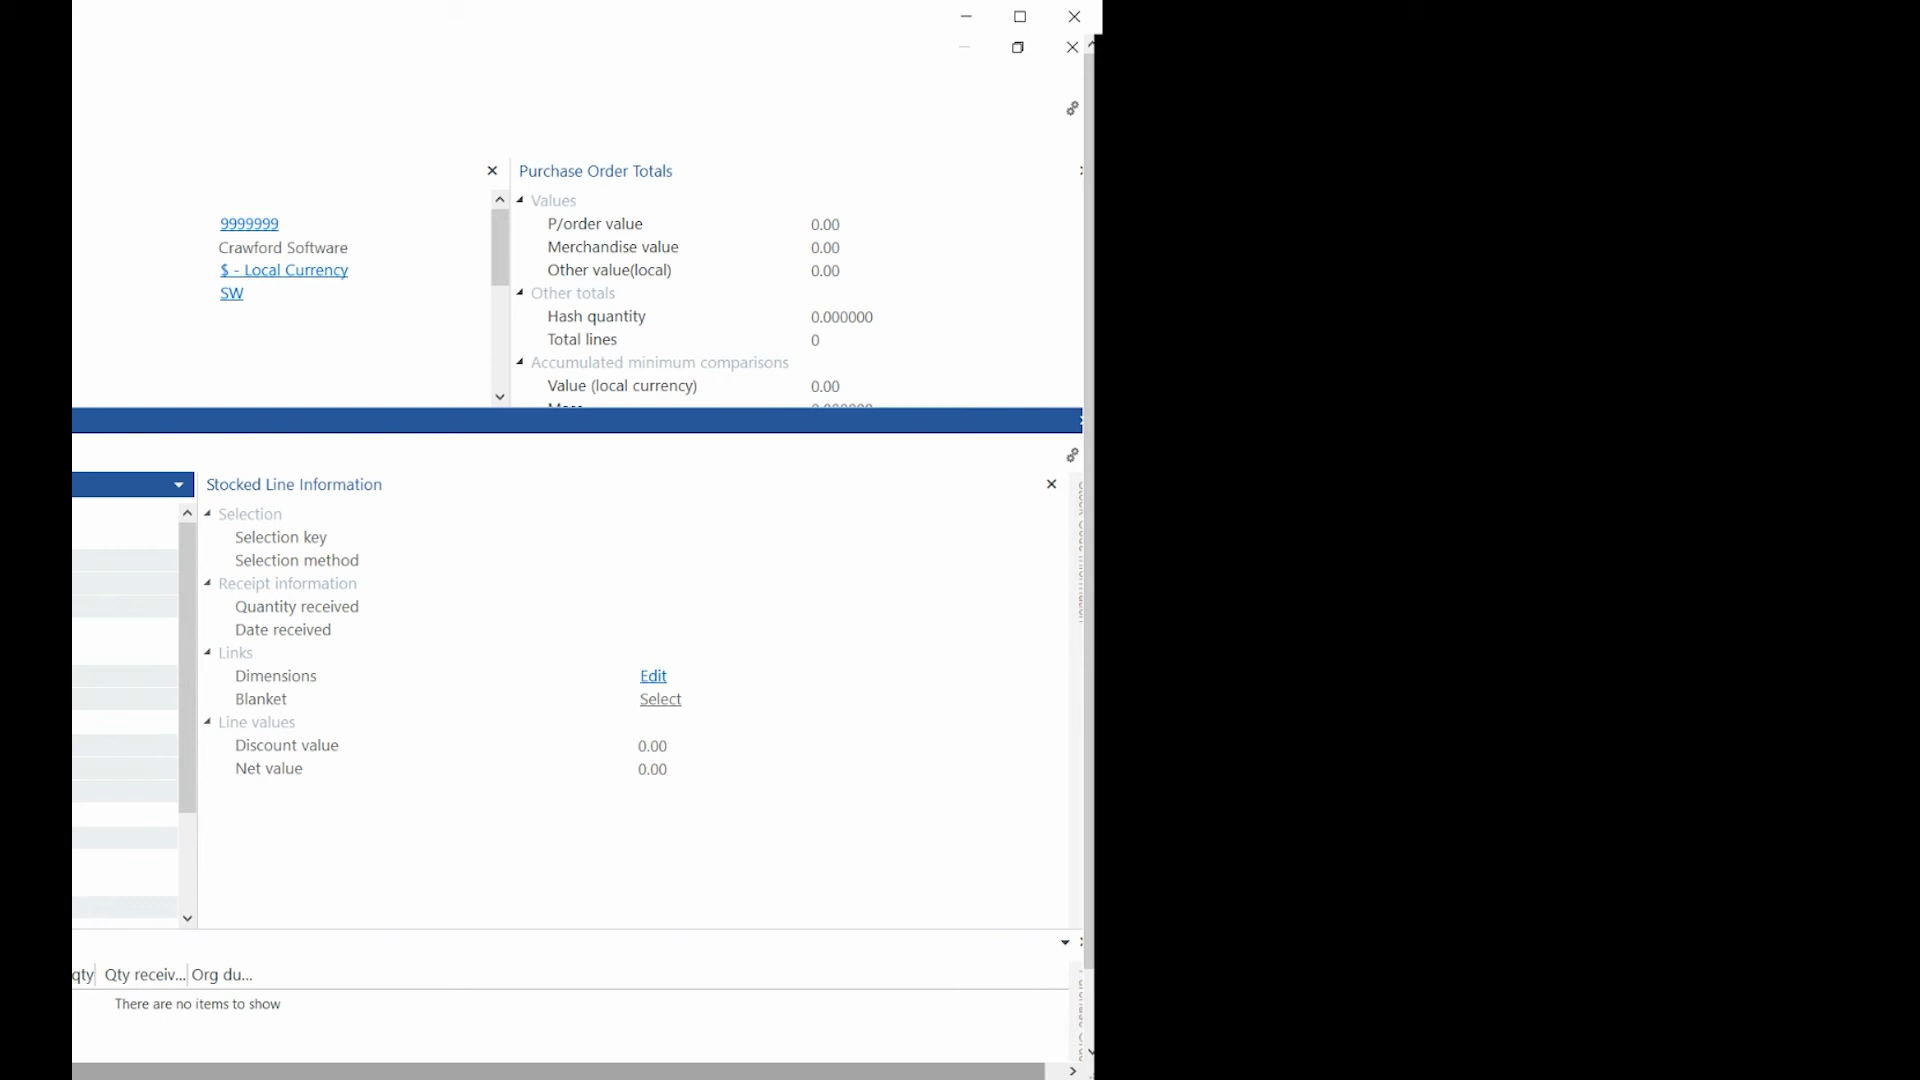 Purchase Order Totals
Values
9999999
P/order value 0.00
Crawford Software
Merchandise value 0.00
$ - Local Currency
Other value(local) 0.00
SW
Other totals
Hash quantity 0.000000
Total lines 0
Accumulated minimum comparisons
Value (local currency) 0.00
Stocked Line Information
Selection
Selection key
Selection method
Receipt information
Quantity received
Date received
Links
Dimensions Edit
Blanket Select
Line values
Discount value 0.00
Net value 0.00
qty Qty receiv... Org du...
There are no items to show